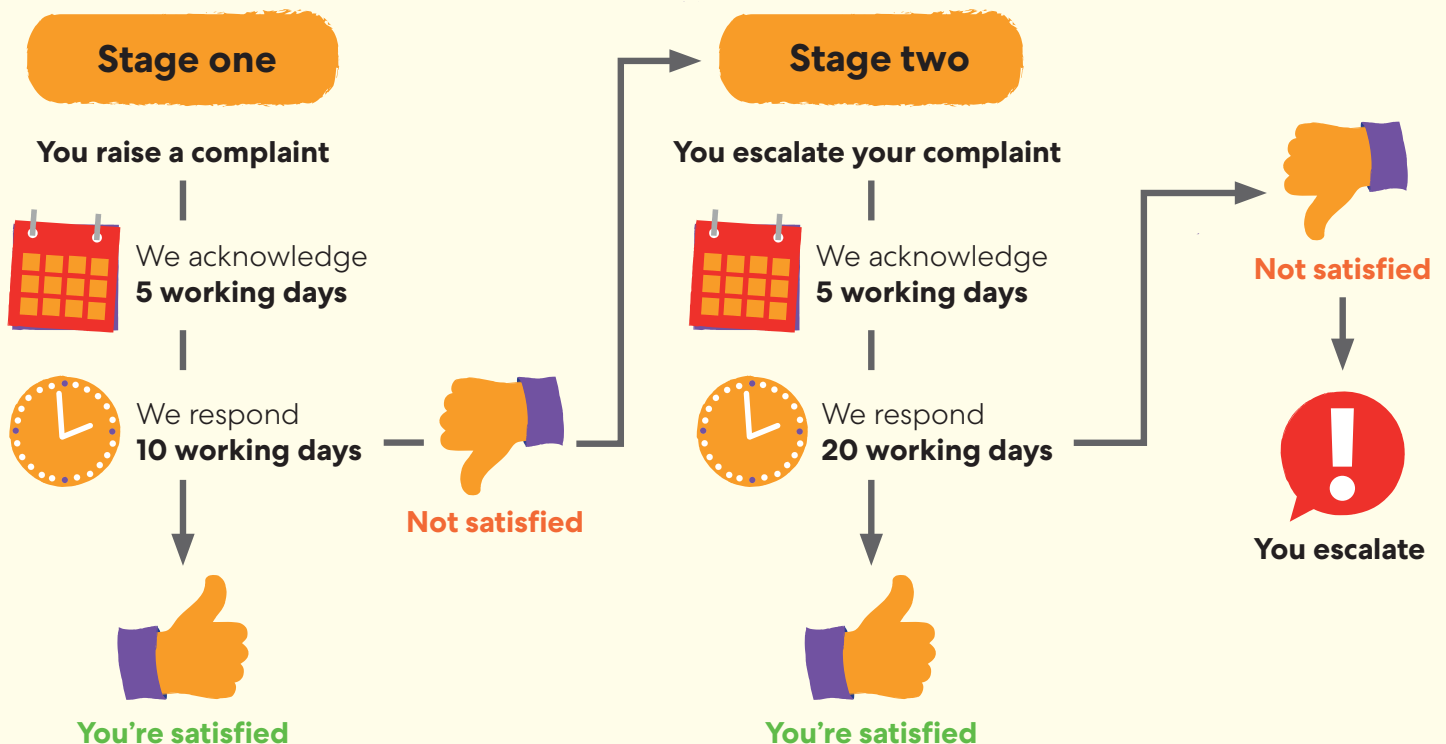 Stage one
You raise a complaint
We acknowledge
5 working days
We respond
10 working days
Not satisfied
You're satisfied
Stage two
You escalate your complaint
We acknowledge
5 working days
We respond
20 working days
You're satisfied
Not satisfied
You escalate